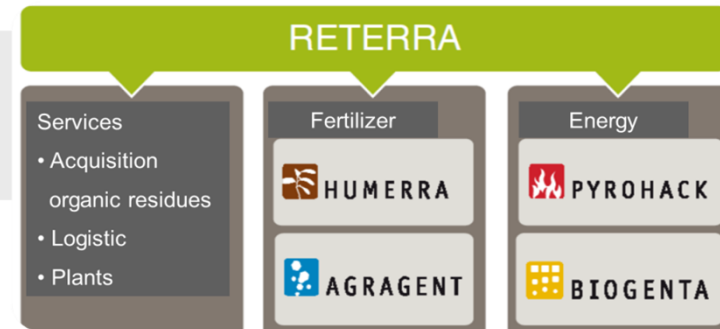 RETERRA
Services
• Acquisition
organic residues
• Logistic
• Plants
Fertilizer
HUMERRA
AGRAGENT
Energy
PYROHACK
BIOGENTA